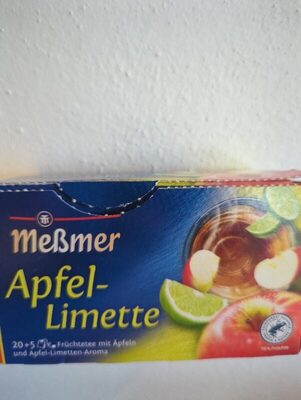 Meßmer
Apfel-
Limette
20+5 Früchtetee mit Äpfeln
und Apfel-Limetten-Aroma